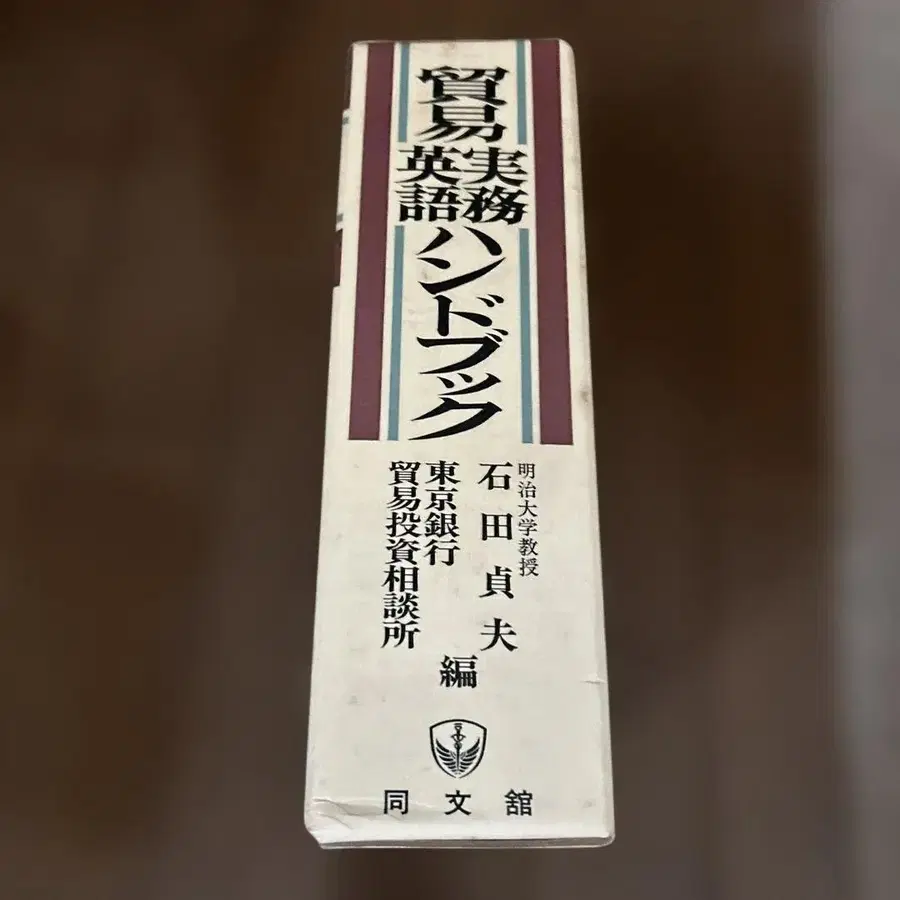 貿易
実務
英語
ハンドブック
明治大学教授
石田貞夫
東京銀行
貿易投資相談所
編
同文舘